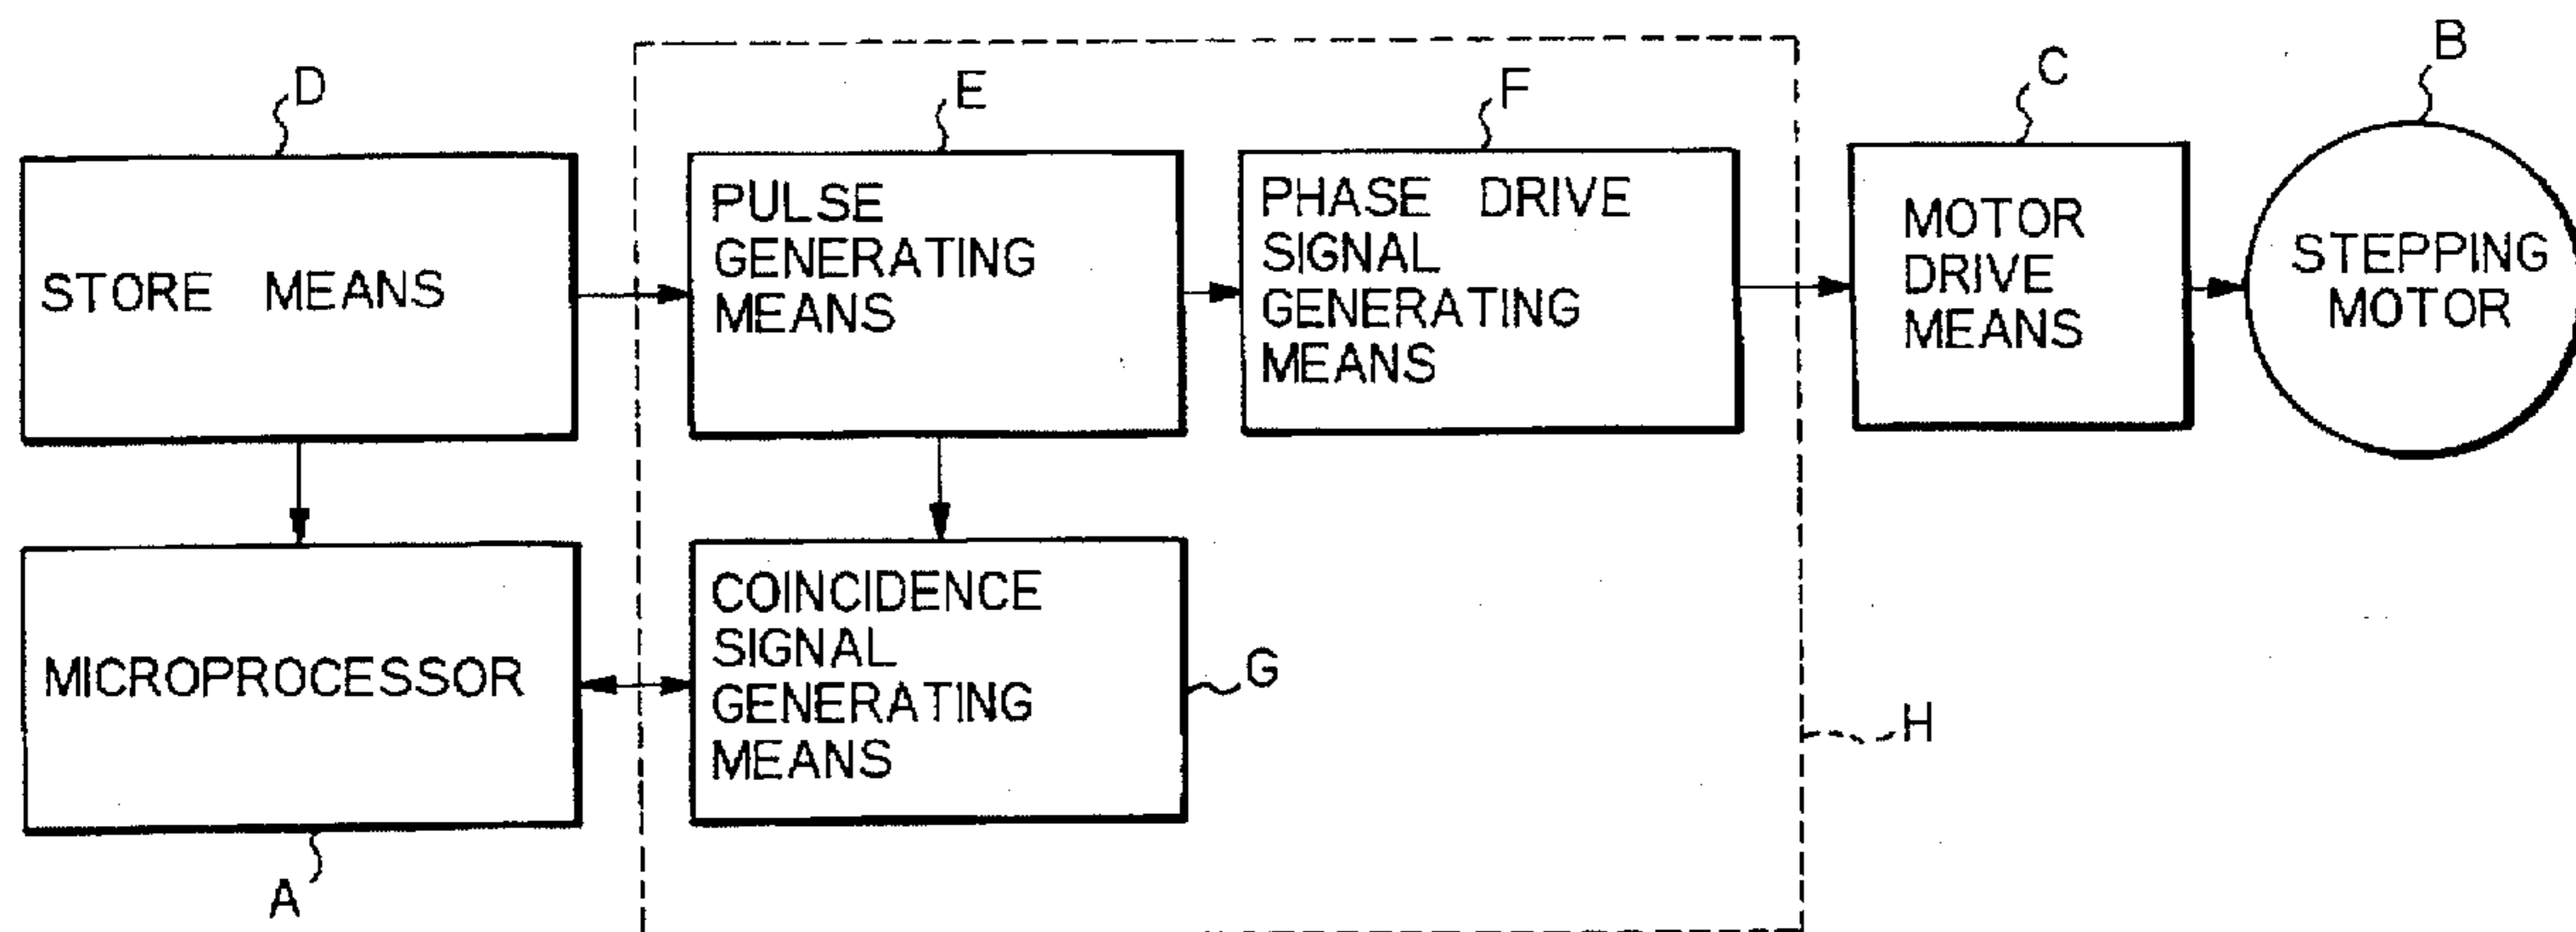 D
E
F
C
B
STORE MEANS
PULSE
GENERATING
MEANS
PHASE DRIVE
SIGNAL
GENERATING
MEANS
MOTOR
DRIVE
MEANS
STEPPING
MOTOR
MICROPROCESSOR
COINCIDENCE
SIGNAL
GENERATING
MEANS
G
H
A